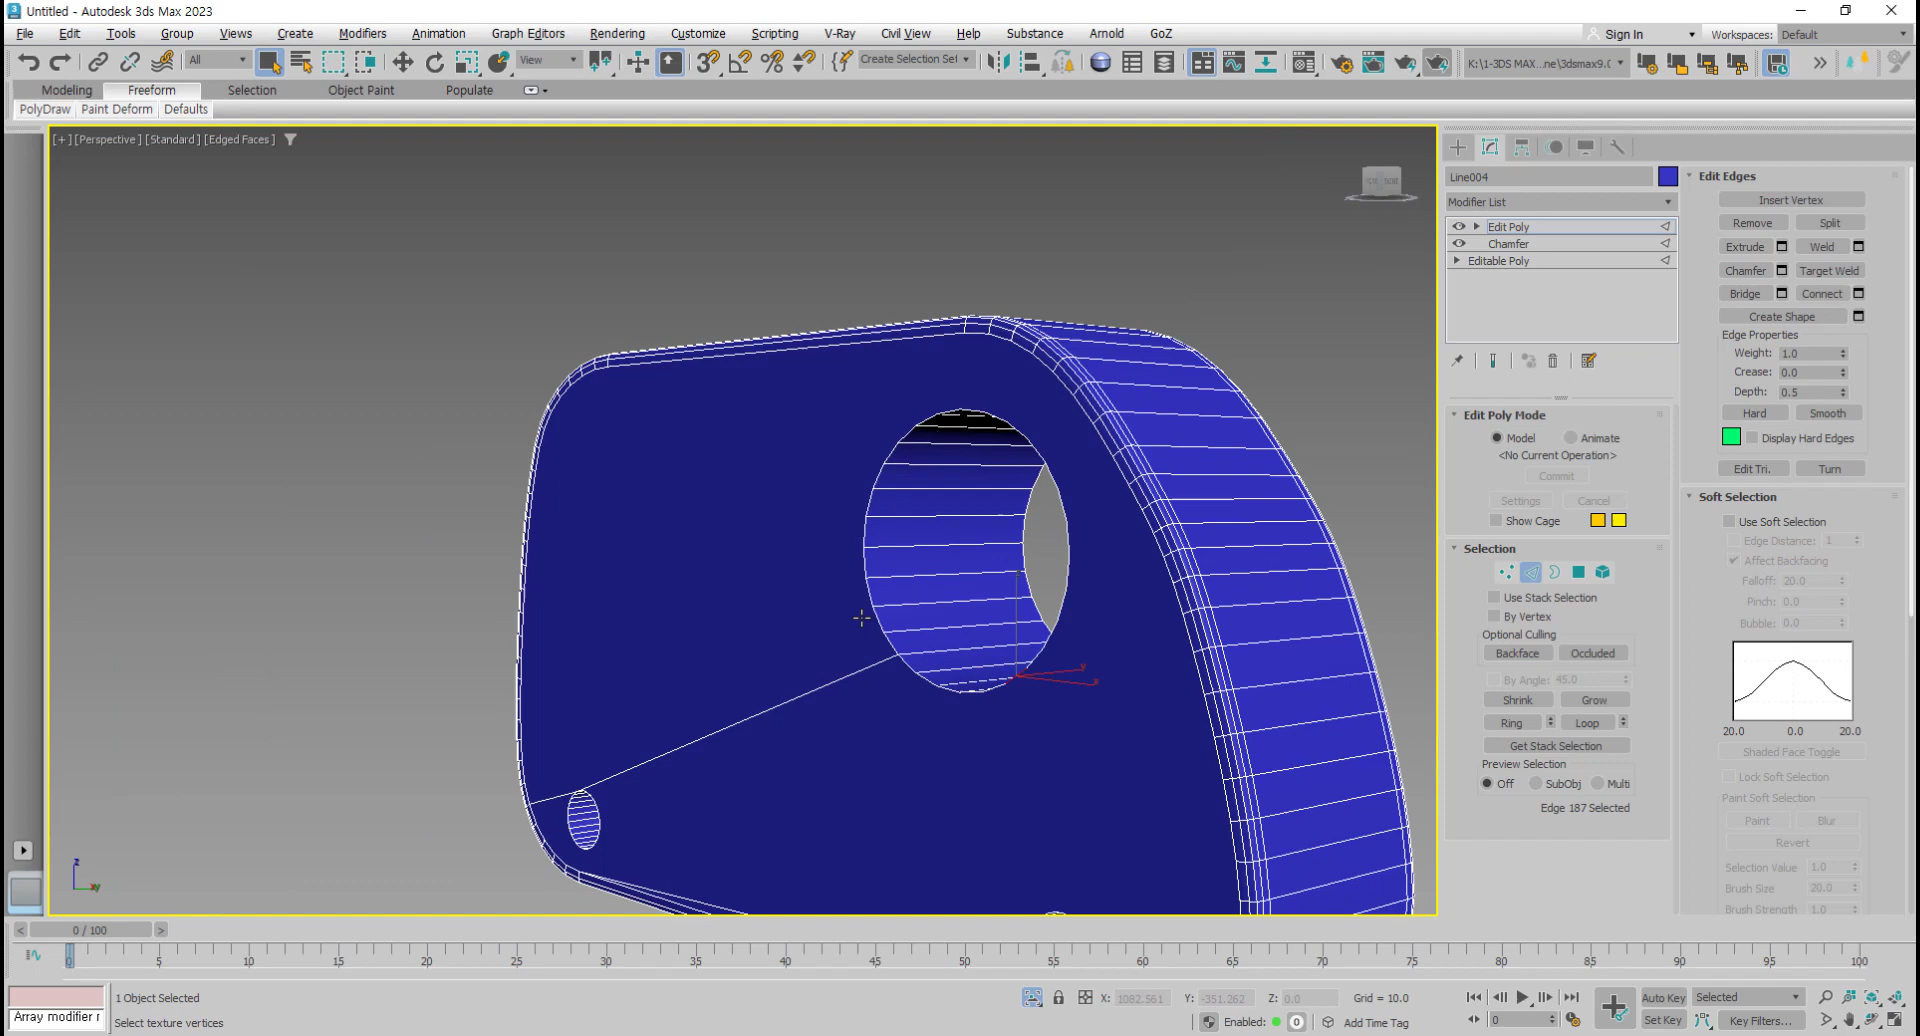 Untitled - Autodesk 3ds Max 2023
File Edit Tools Group Views Create Modifiers Animation Graph Editors Rendering Customize Scripting V-Ray Civil View Help Substance Arnold GoZ Sign In Workspaces: Default
All View Create Selection Set K:\1-3DS MAX...ne\3dsmax9.0
Modeling Freeform Selection Object Paint Populate
PolyDraw Paint Deform Defaults
[+] [Perspective] [Standard] [Edged Faces]
Line004
Modifier List
Edit Poly
Chamfer
Editable Poly
Edit Poly Mode
Model Animate
<No Current Operation>
Commit
Settings Cancel
Show Cage
Selection
Use Stack Selection
By Vertex
Optional Culling
Backface Occluded
By Angle: 45.0
Shrink Grow
Ring Loop
Get Stack Selection
Preview Selection
Off SubObj Multi
Edge 187 Selected
Edit Edges
Insert Vertex
Remove Split
Extrude Weld
Chamfer Target Weld
Bridge Connect
Create Shape
Edge Properties
Weight: 1.0
Crease: 0.0
Depth: 0.5
Hard Smooth
Display Hard Edges
Edit Tri. Turn
Soft Selection
Use Soft Selection
Edge Distance: 1
Affect Backfacing
Falloff: 20.0
Pinch: 0.0
Bubble: 0.0
20.0 0.0 20.0
Shaded Face Toggle
Lock Soft Selection
Paint Soft Selection
Paint Blur
Revert
Selection Value 1.0
Brush Size 20.0
Brush Strength 1.0
z
y
x
0 / 100
0 5 10 15 20 25 30 35 40 45 50 55 60 65 70 75 80 85 90 95 100
1 Object Selected X: 1082.561 Y: -351.262 Z: 0.0 Grid = 10.0 Auto Key Selected
Array modifier r Select texture vertices Enabled: 0 Add Time Tag 0 Set Key Key Filters...